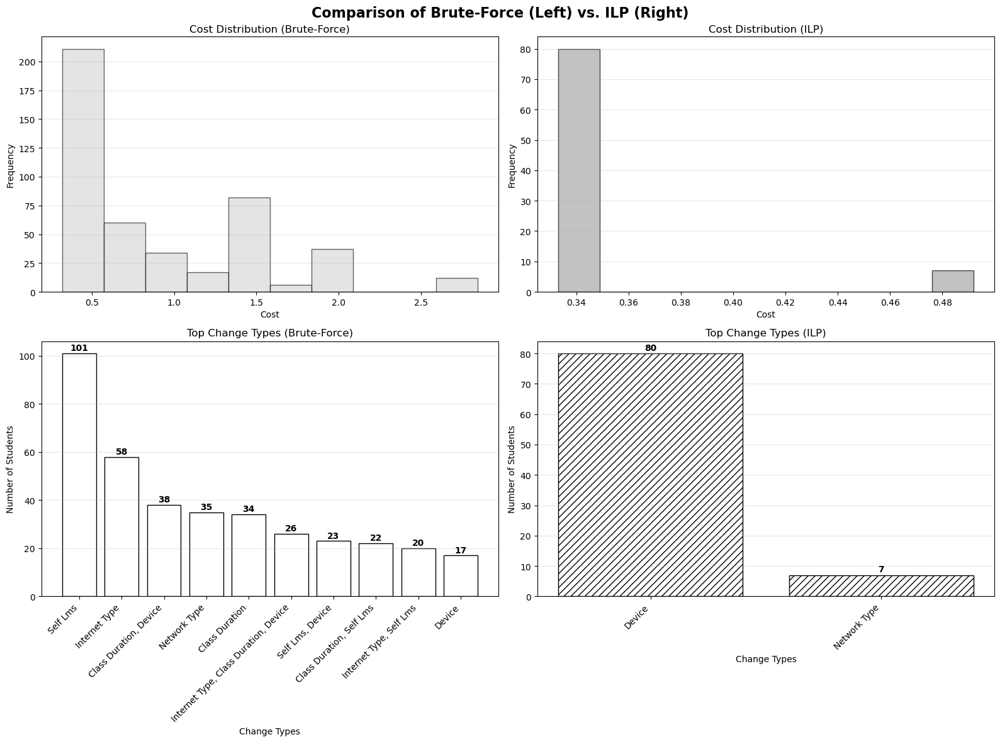 Comparison of Brute-Force (Left) vs. ILP (Right)
Cost Distribution (Brute-Force)
200
175
150
125
100
75
50
25
0
Frequency
0.5 1.0 1.5 2.0 2.5
Cost
Cost Distribution (ILP)
80
70
60
50
40
30
20
10
0
Frequency
0.34 0.36 0.38 0.40 0.42 0.44 0.46 0.48
Cost
Top Change Types (Brute-Force)
100
80
60
40
20
0
Number of Students
101
58
38
35
34
26
23
22
20
17
Self Lms
Internet Type
Class Duration, Device
Network Type
Class Duration
Internet Type, Class Duration, Device
Self Lms, Device
Class Duration, Self Lms
Internet Type, Self Lms
Device
Change Types
Top Change Types (ILP)
80
70
60
50
40
30
20
10
0
Number of Students
80
7
Device
Network Type
Change Types